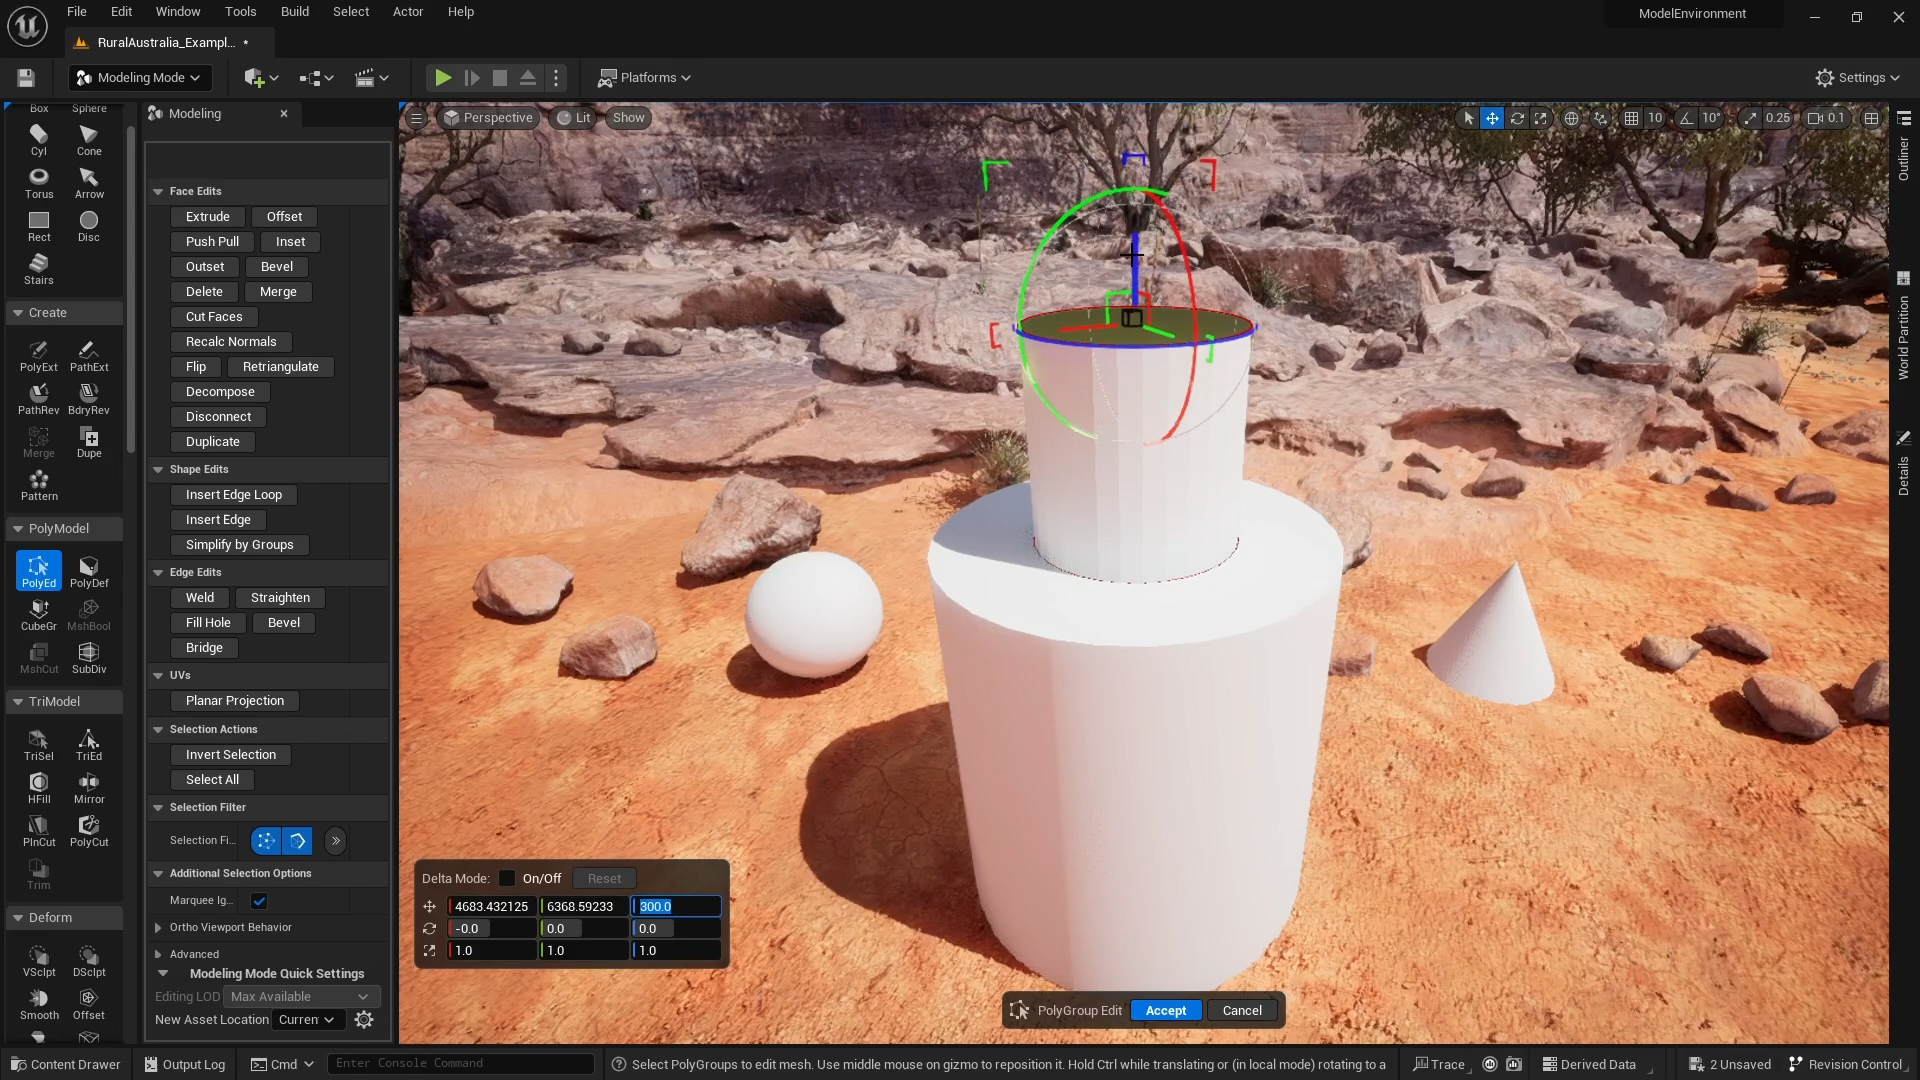 File Edit Window Tools Build Select Actor Help
ModelEnvironment
RuralAustralia_Exampl... •
Modeling Mode
Platforms
Settings
Box Sphere
Cyl Cone
Torus Arrow
Rect Disc
Stairs
Create
PolyExt PathExt
PathRev BdryRev
Merge Dupe
Pattern
PolyModel
PolyEd PolyDef
CubeGr MshBool
MshCut SubDiv
TriModel
TriSel TriEd
HFill Mirror
PlnCut PolyCut
Trim
Deform
VSclpt DSclpt
Smooth Offset
Modeling
Face Edits
Extrude Offset
Push Pull Inset
Outset Bevel
Delete Merge
Cut Faces
Recalc Normals
Flip Retriangulate
Decompose
Disconnect
Duplicate
Shape Edits
Insert Edge Loop
Insert Edge
Simplify by Groups
Edge Edits
Weld Straighten
Fill Hole Bevel
Bridge
UVs
Planar Projection
Selection Actions
Invert Selection
Select All
Selection Filter
Selection Fi...
Additional Selection Options
Marquee Ig...
Ortho Viewport Behavior
Advanced
Modeling Mode Quick Settings
Editing LOD Max Available
New Asset Location Curren
Perspective Lit Show
10 10° 0.25 0.1
Outliner
World Partition
Details
Delta Mode: On/Off Reset
4683.432125 6368.59233 300.0
-0.0 0.0 0.0
1.0 1.0 1.0
PolyGroup Edit Accept Cancel
Content Drawer Output Log Cmd Enter Console Command Select PolyGroups to edit mesh. Use middle mouse on gizmo to reposition it. Hold Ctrl while translating or (in local mode) rotating to a Trace Derived Data 2 Unsaved Revision Control